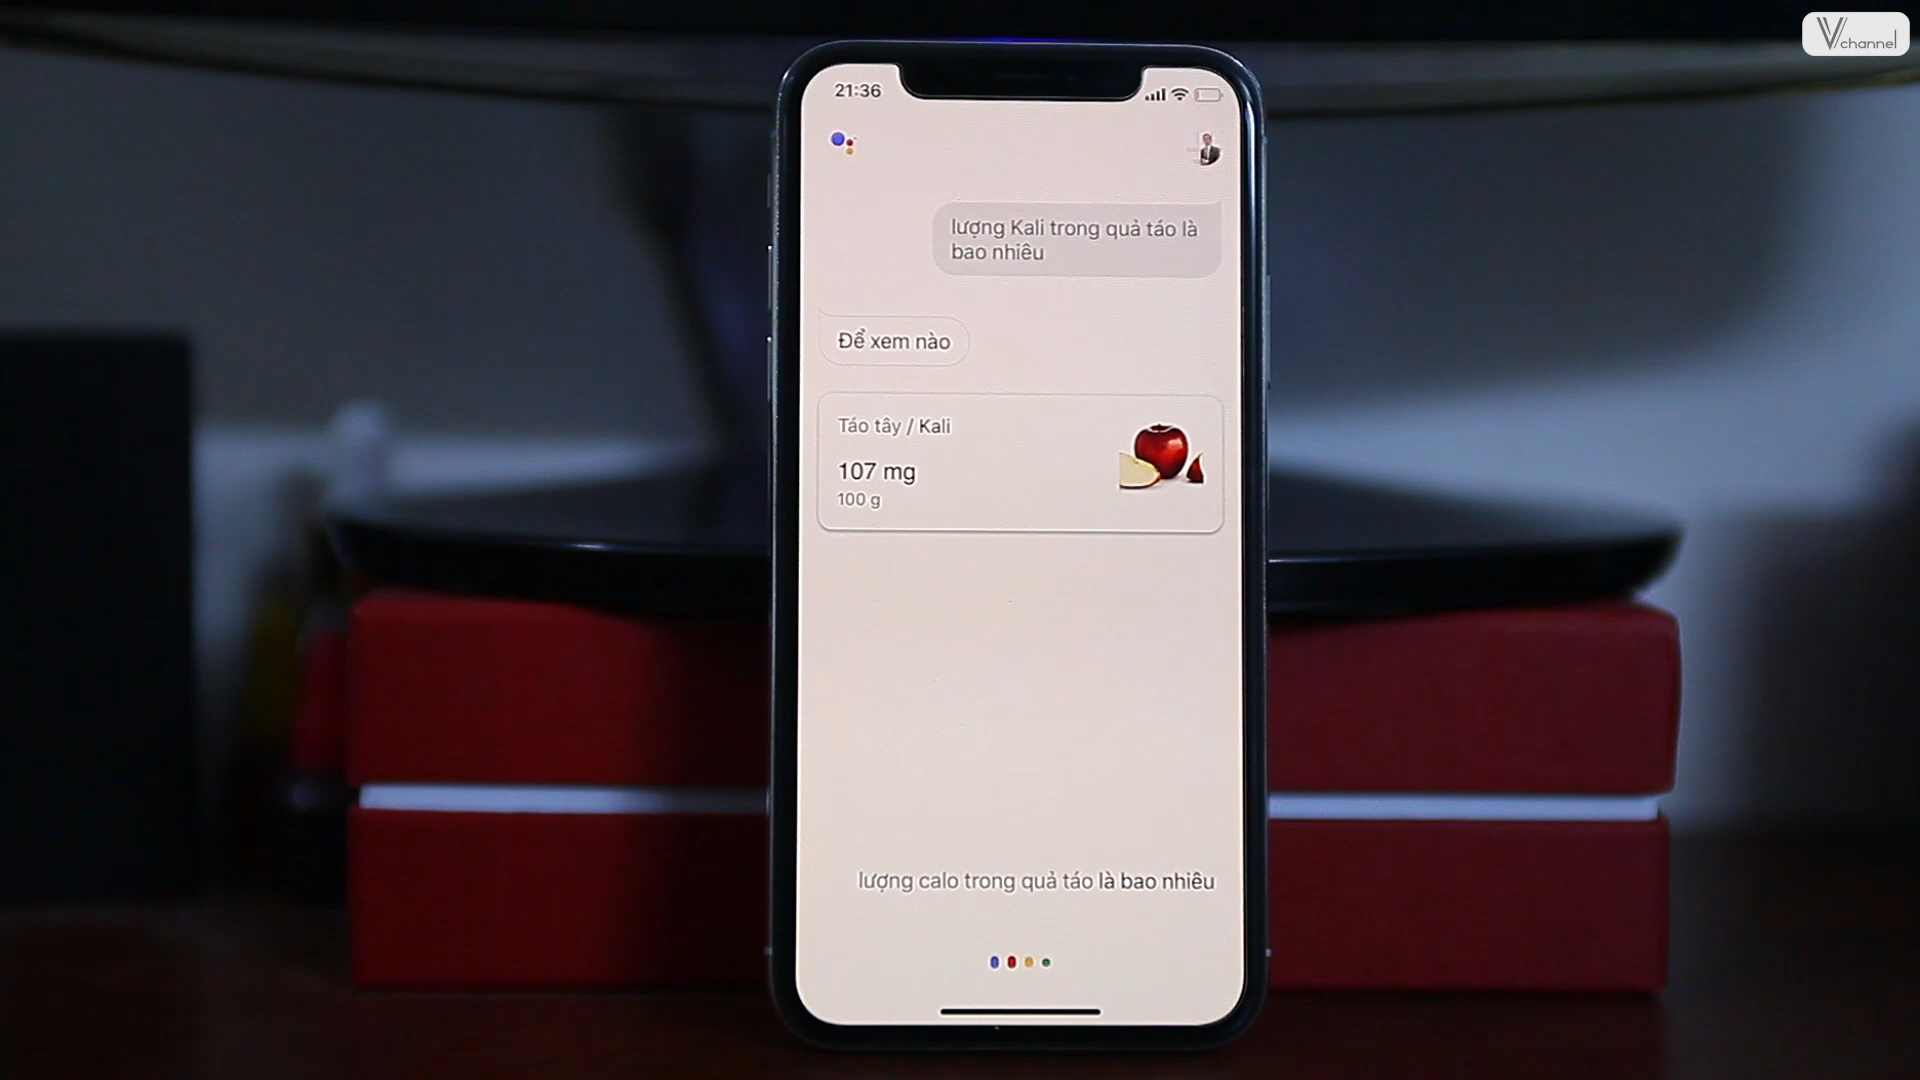 Vchannel
21:36
lượng Kali trong quả táo là
bao nhiêu
Để xem nào
Táo tây / Kali
107 mg
100 g
lượng calo trong quả táo là bao nhiêu